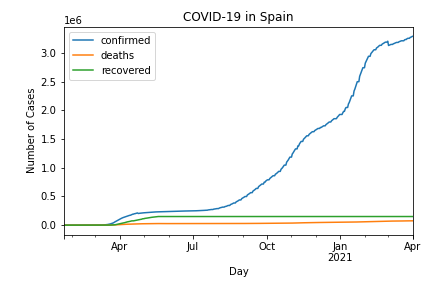 COVID-19 in Spain
1e6
confirmed
deaths
recovered
Number of Cases
3.0
2.5
2.0
1.5
1.0
0.5
0.0
Apr Jul Oct Jan Apr
2021
Day